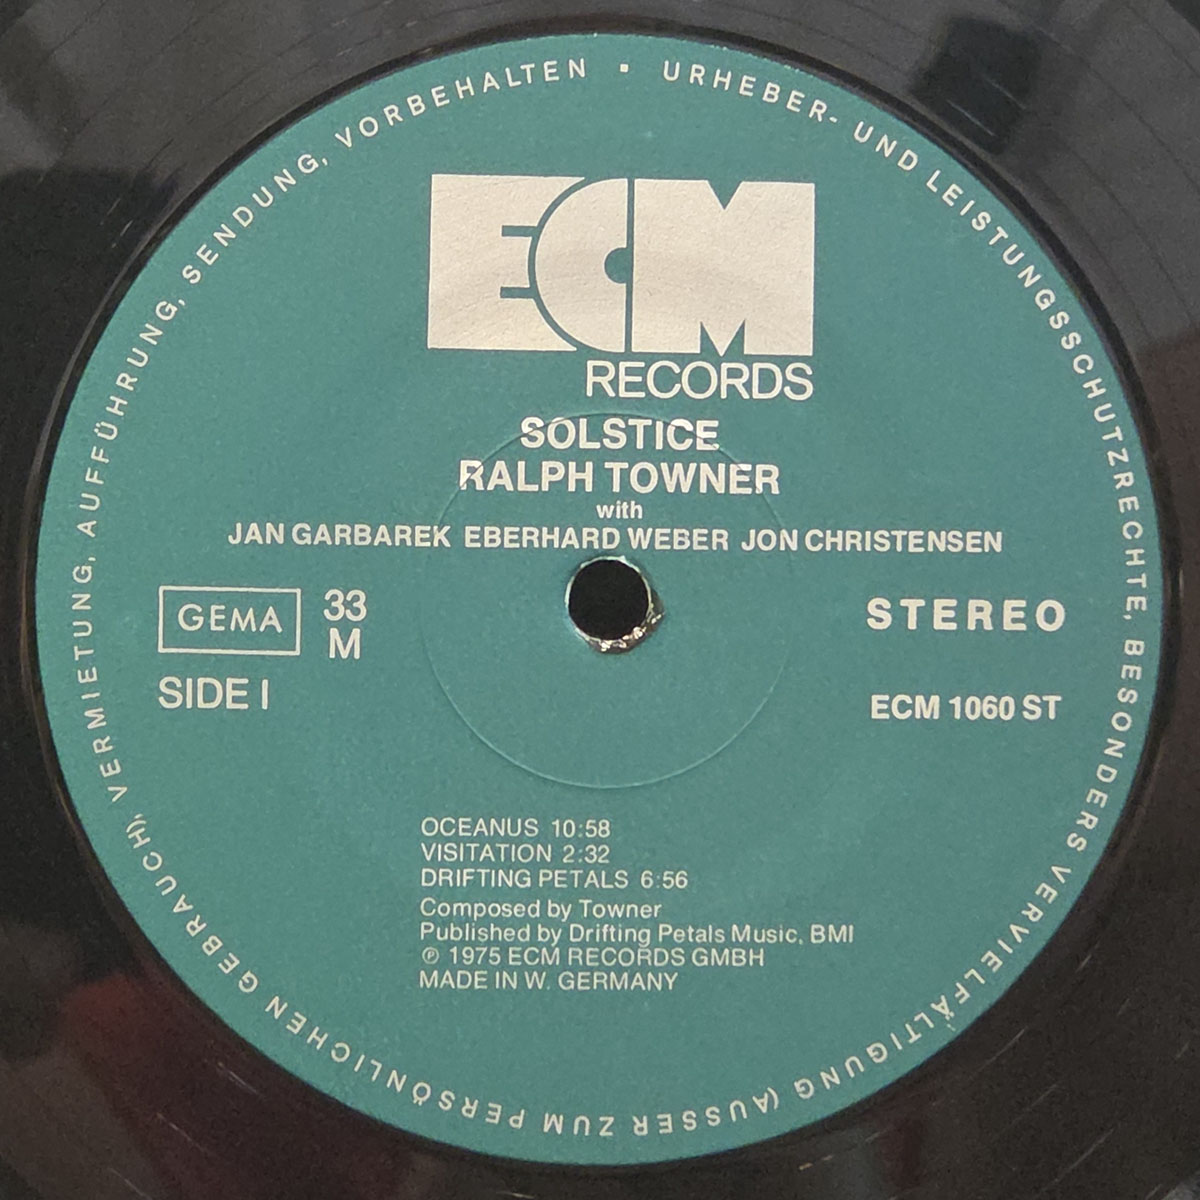 URHEBER- UND LEISTUNGSSCHUTZRECHTE, BESONDERS VERVIELFÄLTIGUNG (AUSSER ZUM PERSÖNLICHEN GEBRAUCH), VERMIETUNG, AUFFÜHRUNG, SENDUNG, VORBEHALTEN ▪
ECM
RECORDS
SOLSTICE
RALPH TOWNER
with
JAN GARBAREK EBERHARD WEBER JON CHRISTENSEN
GEMA 33 STEREO
M
SIDE I ECM 1060 ST
OCEANUS 10:58
VISITATION 2:32
DRIFTING PETALS 6:56
Composed by Towner
Published by Drifting Petals Music, BMI
℗ 1975 ECM RECORDS GMBH
MADE IN W. GERMANY